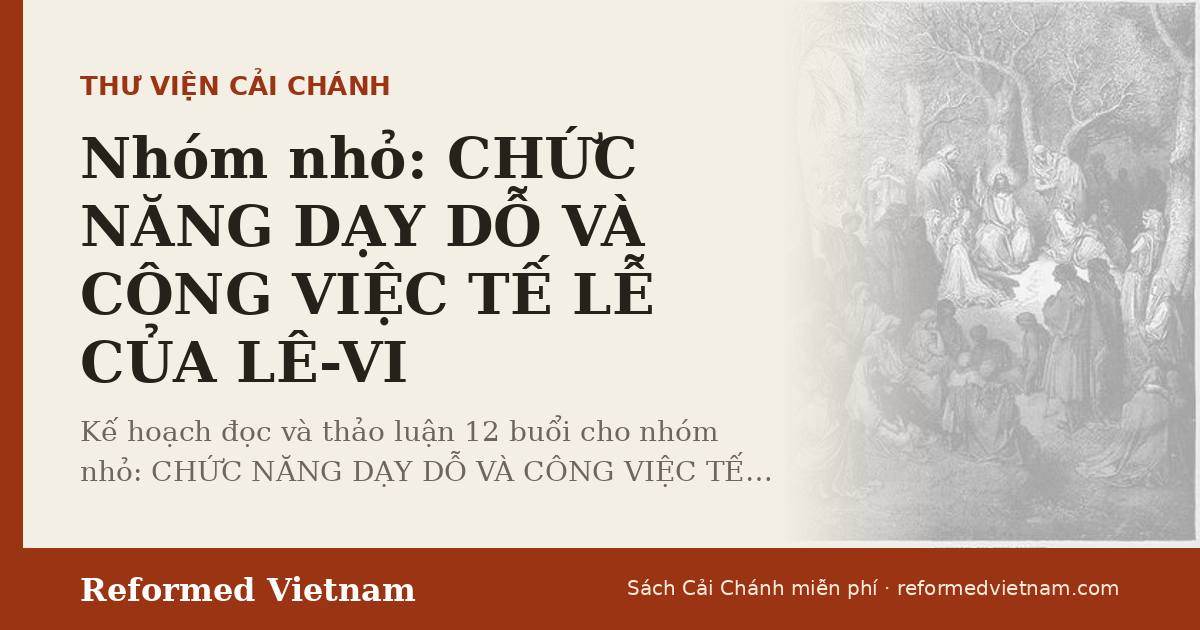 THƯ VIỆN CẢI CHÁNH
Nhóm nhỏ: CHỨC
NĂNG DẠY DỖ VÀ
CÔNG VIỆC TẾ LỄ
CỦA LÊ-VI
Kế hoạch đọc và thảo luận 12 buổi cho nhóm
nhỏ: CHỨC NĂNG DẠY DỖ VÀ CÔNG VIỆC TẾ...
Reformed Vietnam
Sách Cải Chánh miễn phí · reformedvietnam.com